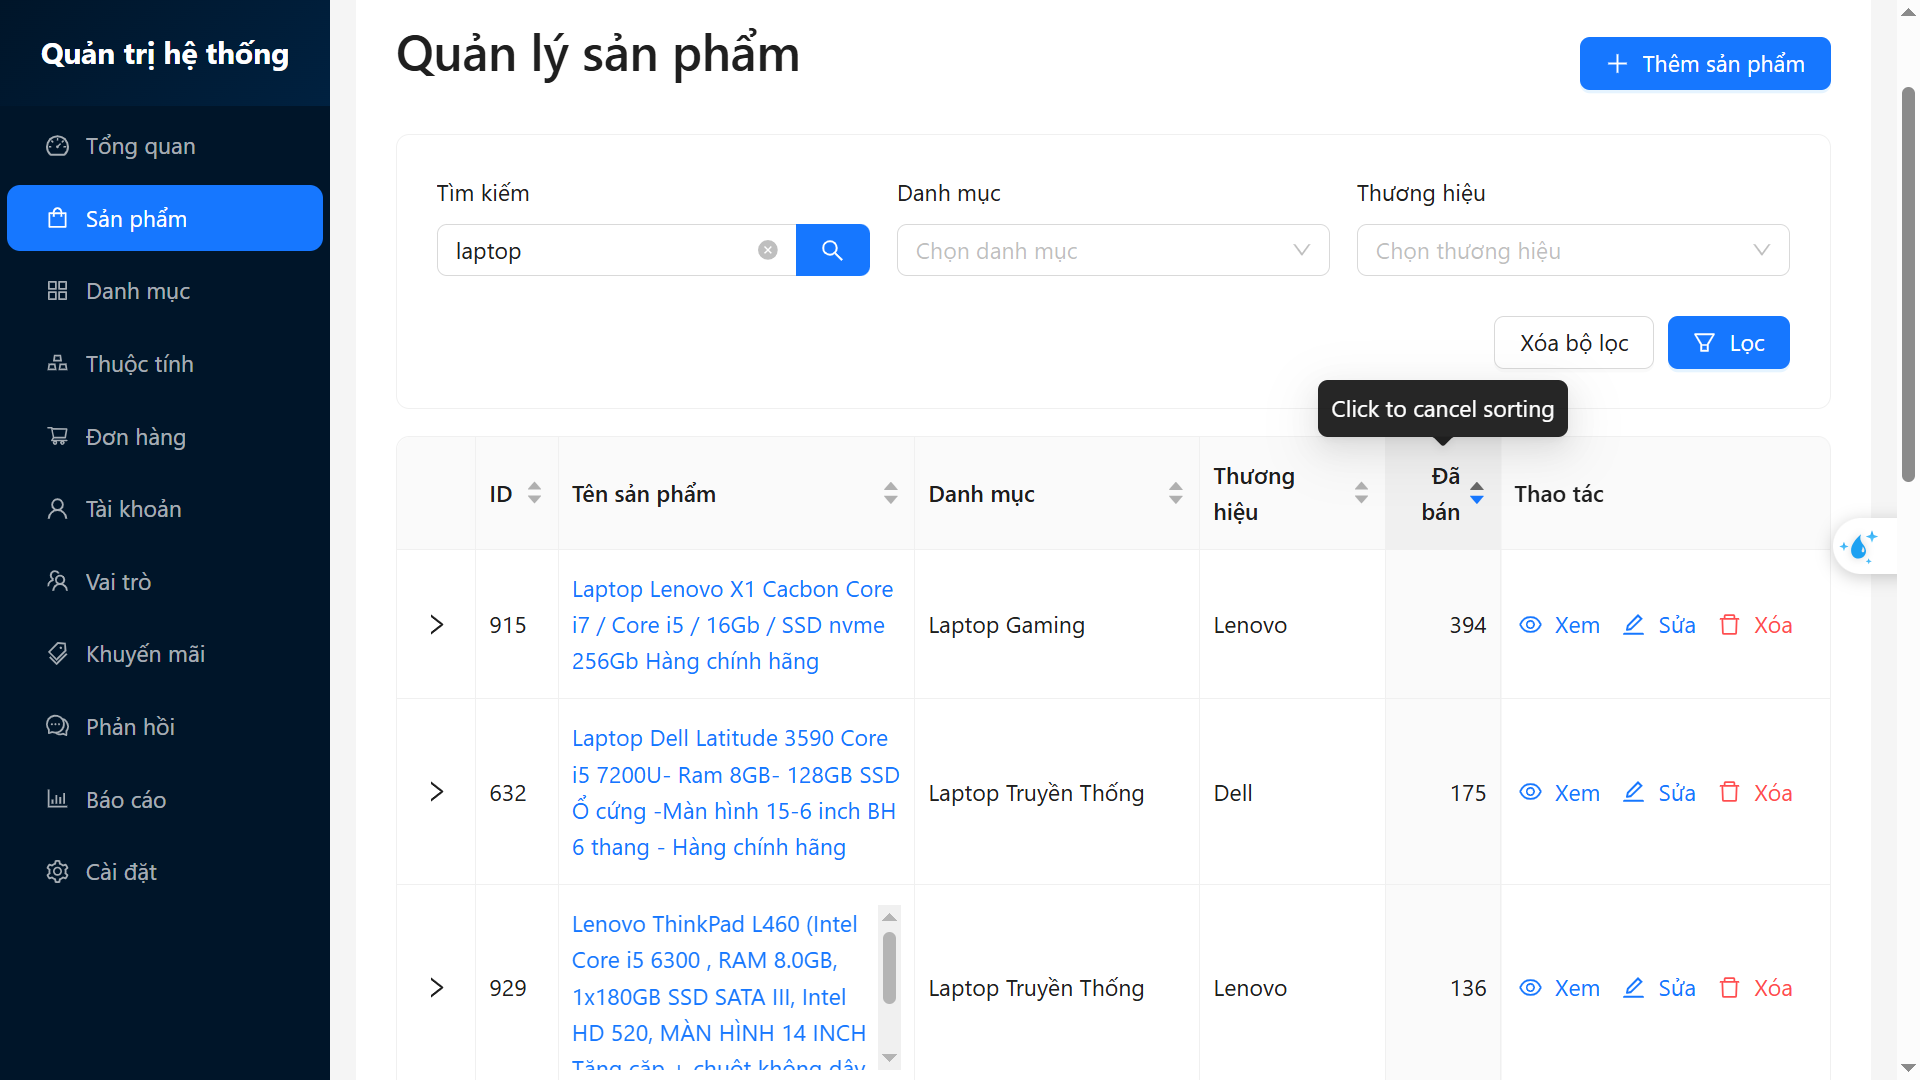 Quản trị hệ thống
Tổng quan
Sản phẩm
Danh mục
Thuộc tính
Đơn hàng
Tài khoản
Vai trò
Khuyến mãi
Phản hồi
Báo cáo
Cài đặt
Quản lý sản phẩm
Thêm sản phẩm
Tìm kiếm
Danh mục
Thương hiệu
laptop
Chọn danh mục
Chọn thương hiệu
Xóa bộ lọc
Lọc
Click to cancel sorting
ID
Tên sản phẩm
Danh mục
Thương
hiệu
Đã
bán
Thao tác
915
Laptop Lenovo X1 Cacbon Core
i7 / Core i5 / 16Gb / SSD nvme
256Gb Hàng chính hãng
Laptop Gaming
Lenovo
394
Xem
Sửa
Xóa
632
Laptop Dell Latitude 3590 Core
i5 7200U- Ram 8GB- 128GB SSD
Ổ cứng -Màn hình 15-6 inch BH
6 thang - Hàng chính hãng
Laptop Truyền Thống
Dell
175
Xem
Sửa
Xóa
929
Lenovo ThinkPad L460 (Intel
Core i5 6300 , RAM 8.0GB,
1x180GB SSD SATA III, Intel
HD 520, MÀN HÌNH 14 INCH
Tặng cặp + chuột không dây
Laptop Truyền Thống
Lenovo
136
Xem
Sửa
Xóa